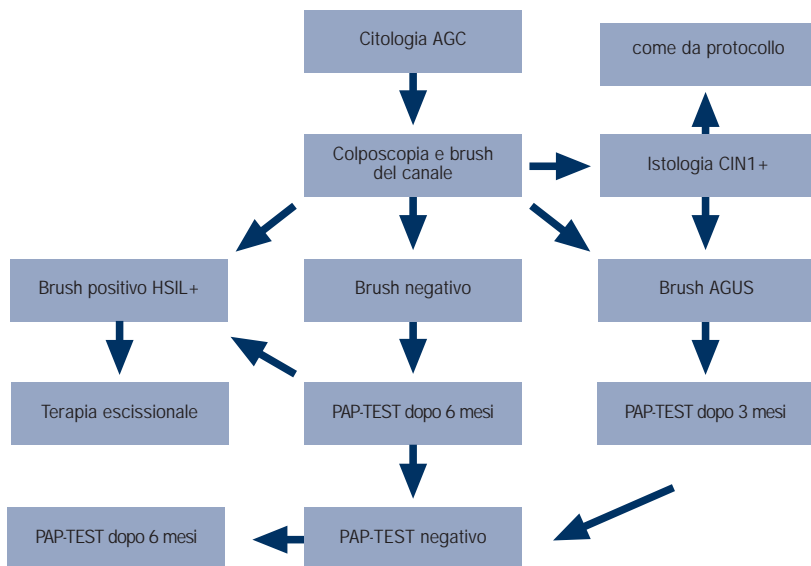 Citologia AGC
come da protocollo
Colposcopia e brush
del canale
Istologia CIN1+
Brush positivo HSIL+
Brush negativo
Brush AGUS
Terapia escissionale
PAP-TEST dopo 6 mesi
PAP-TEST dopo 3 mesi
PAP-TEST dopo 6 mesi
PAP-TEST negativo